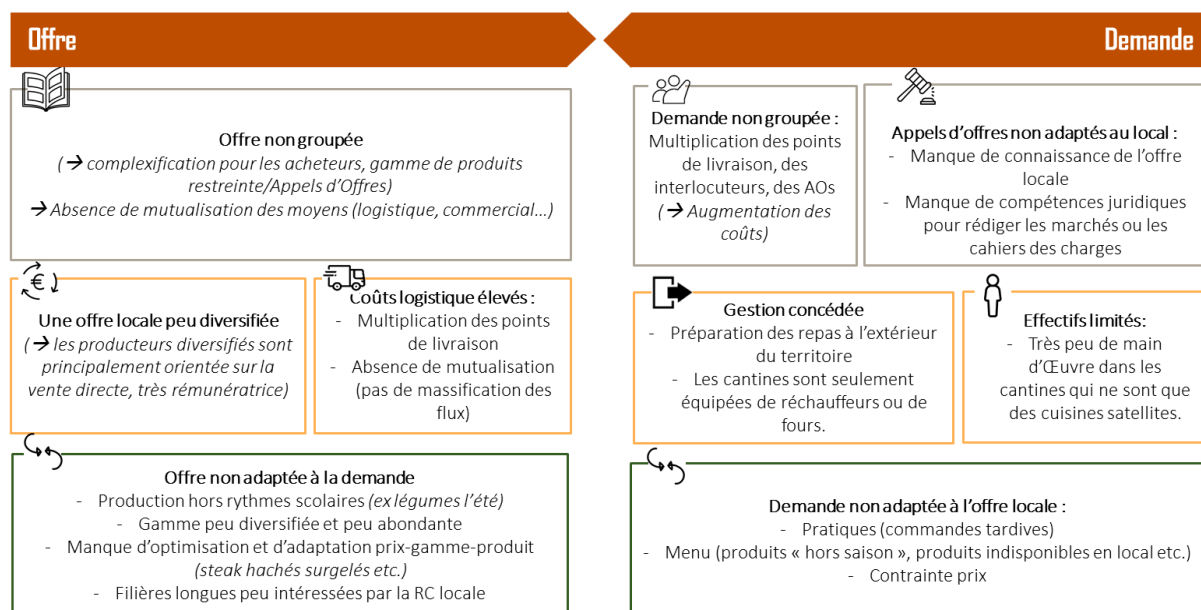 Offre
Offre non groupée
(→ complexification pour les acheteurs, gamme de produits
restreinte/Appels d'Offres)
→ Absence de mutualisation des moyens (logistique, commercial…)
€
Une offre locale peu diversifiée
(→ les producteurs diversifiés sont
principalement orientée sur la
vente directe, très rémunératrice)
Coûts logistique élevés :
- Multiplication des points
de livraison
- Absence de mutualisation
(pas de massification des
flux)
Offre non adaptée à la demande
- Production hors rythmes scolaires (ex légumes l'été)
- Gamme peu diversifiée et peu abondante
- Manque d'optimisation et d'adaptation prix-gamme-produit
(steak hachés surgelés etc.)
- Filières longues peu intéressées par la RC locale
Demande
Demande non groupée :
Multiplication des points
de livraison, des
interlocuteurs, des AOs
(→ Augmentation des
coûts)
Appels d'offres non adaptés au local :
- Manque de connaissance de l'offre
locale
- Manque de compétences juridiques
pour rédiger les marchés ou les
cahiers des charges
Gestion concédée
- Préparation des repas à l'extérieur
du territoire
- Les cantines sont seulement
équipées de réchauffeurs ou de
fours.
Effectifs limités:
- Très peu de main
d'Œuvre dans les
cantines qui ne sont que
des cuisines satellites.
Demande non adaptée à l'offre locale :
- Pratiques (commandes tardives)
- Menu (produits « hors saison », produits indisponibles en local etc.)
- Contrainte prix